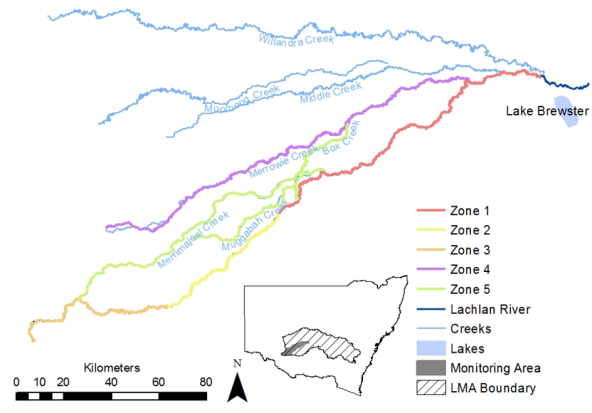 Willandra Creek
Middle Creek
Lake Brewster
Box Creek
Merrowie Creek
Merrimajeel Creek
Muggabah Creek
Zone 1
Zone 2
Zone 3
Zone 4
Zone 5
Lachlan River
Creeks
Lakes
Monitoring Area
LMA Boundary
Kilometers
N
0 10 20 40 60 80